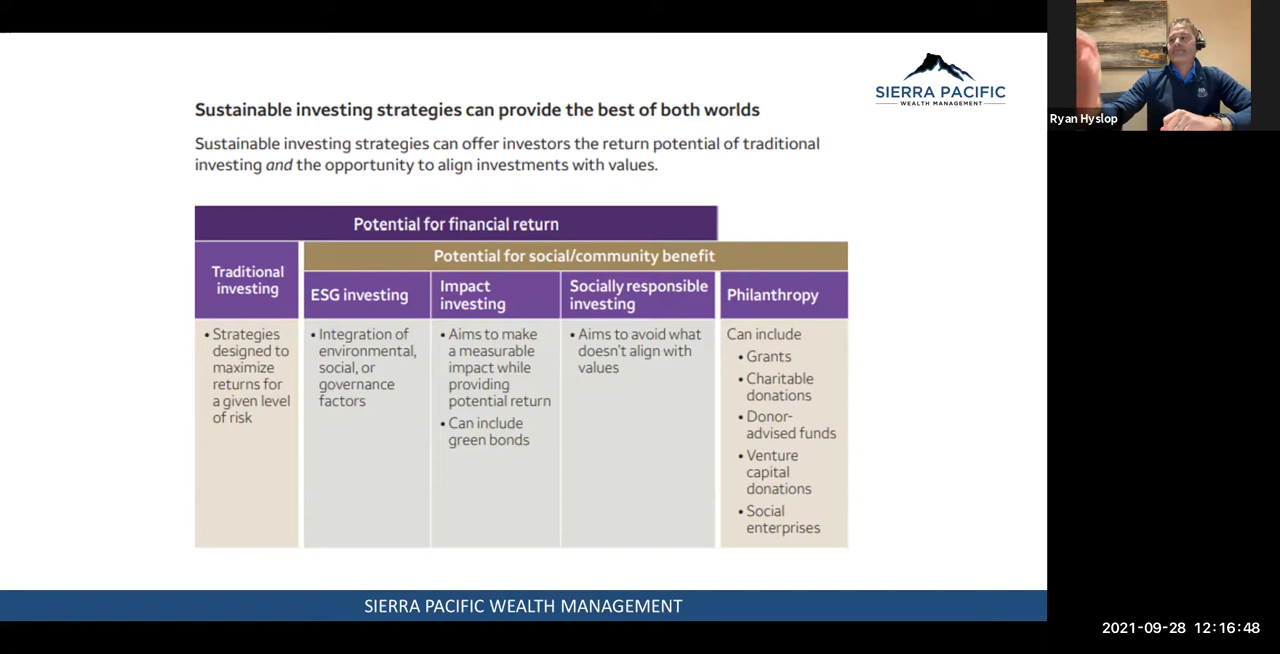 SIERRA PACIFIC
WEALTH MANAGEMENT
Ryan Hyslop
Sustainable investing strategies can provide the best of both worlds
Sustainable investing strategies can offer investors the return potential of traditional
investing and the opportunity to align investments with values.
Potential for financial return
Potential for social/community benefit
Traditional
investing
• Strategies
designed to
maximize
returns for
a given level
of risk
ESG investing
• Integration of
environmental,
social, or
governance
factors
Impact
investing
• Aims to make
a measurable
impact while
providing
potential return
• Can include
green bonds
Socially responsible
investing
• Aims to avoid what
doesn't align with
values
Philanthropy
Can include
• Grants
• Charitable
donations
• Donor-
advised funds
• Venture
capital
donations
• Social
enterprises
SIERRA PACIFIC WEALTH MANAGEMENT
2021-09-28 12:16:48